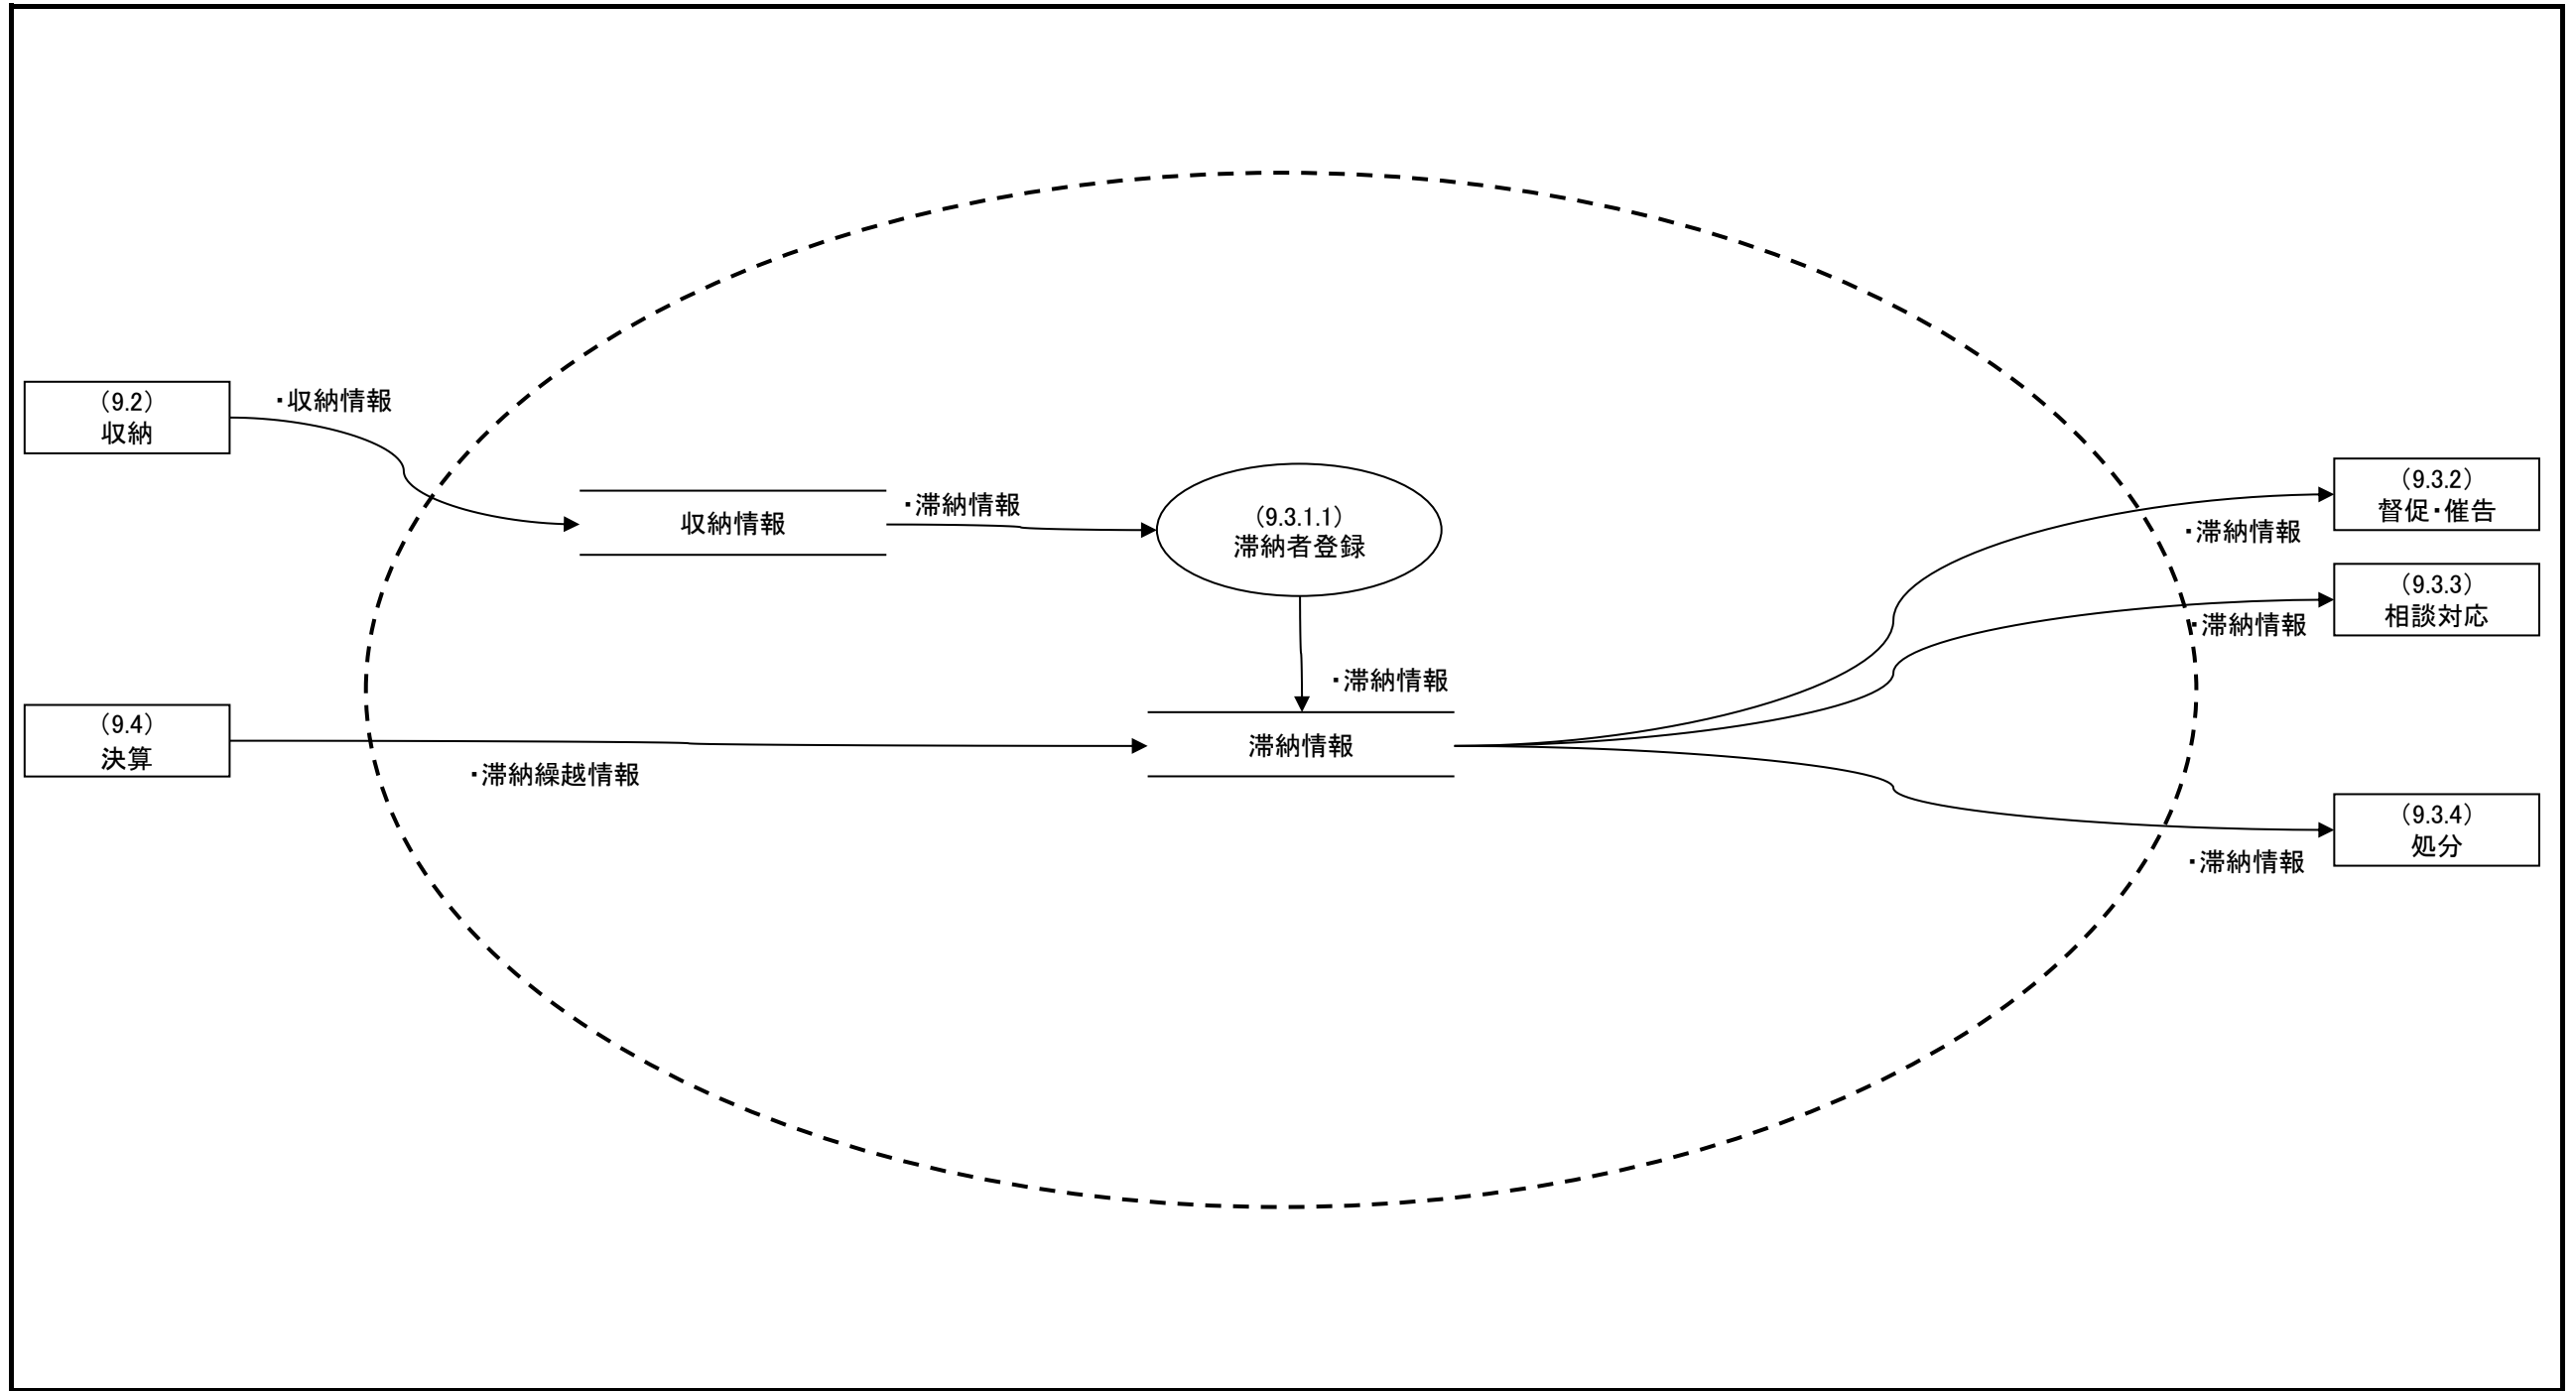 （9.2）
収納
・収納情報
収納情報
・滞納情報
（9.3.1.1）
滞納者登録
・滞納情報
（9.4）
決算
・滞納繰越情報
滞納情報
（9.3.2）
督促・催告
・滞納情報
（9.3.3）
相談対応
・滞納情報
（9.3.4）
処分
・滞納情報